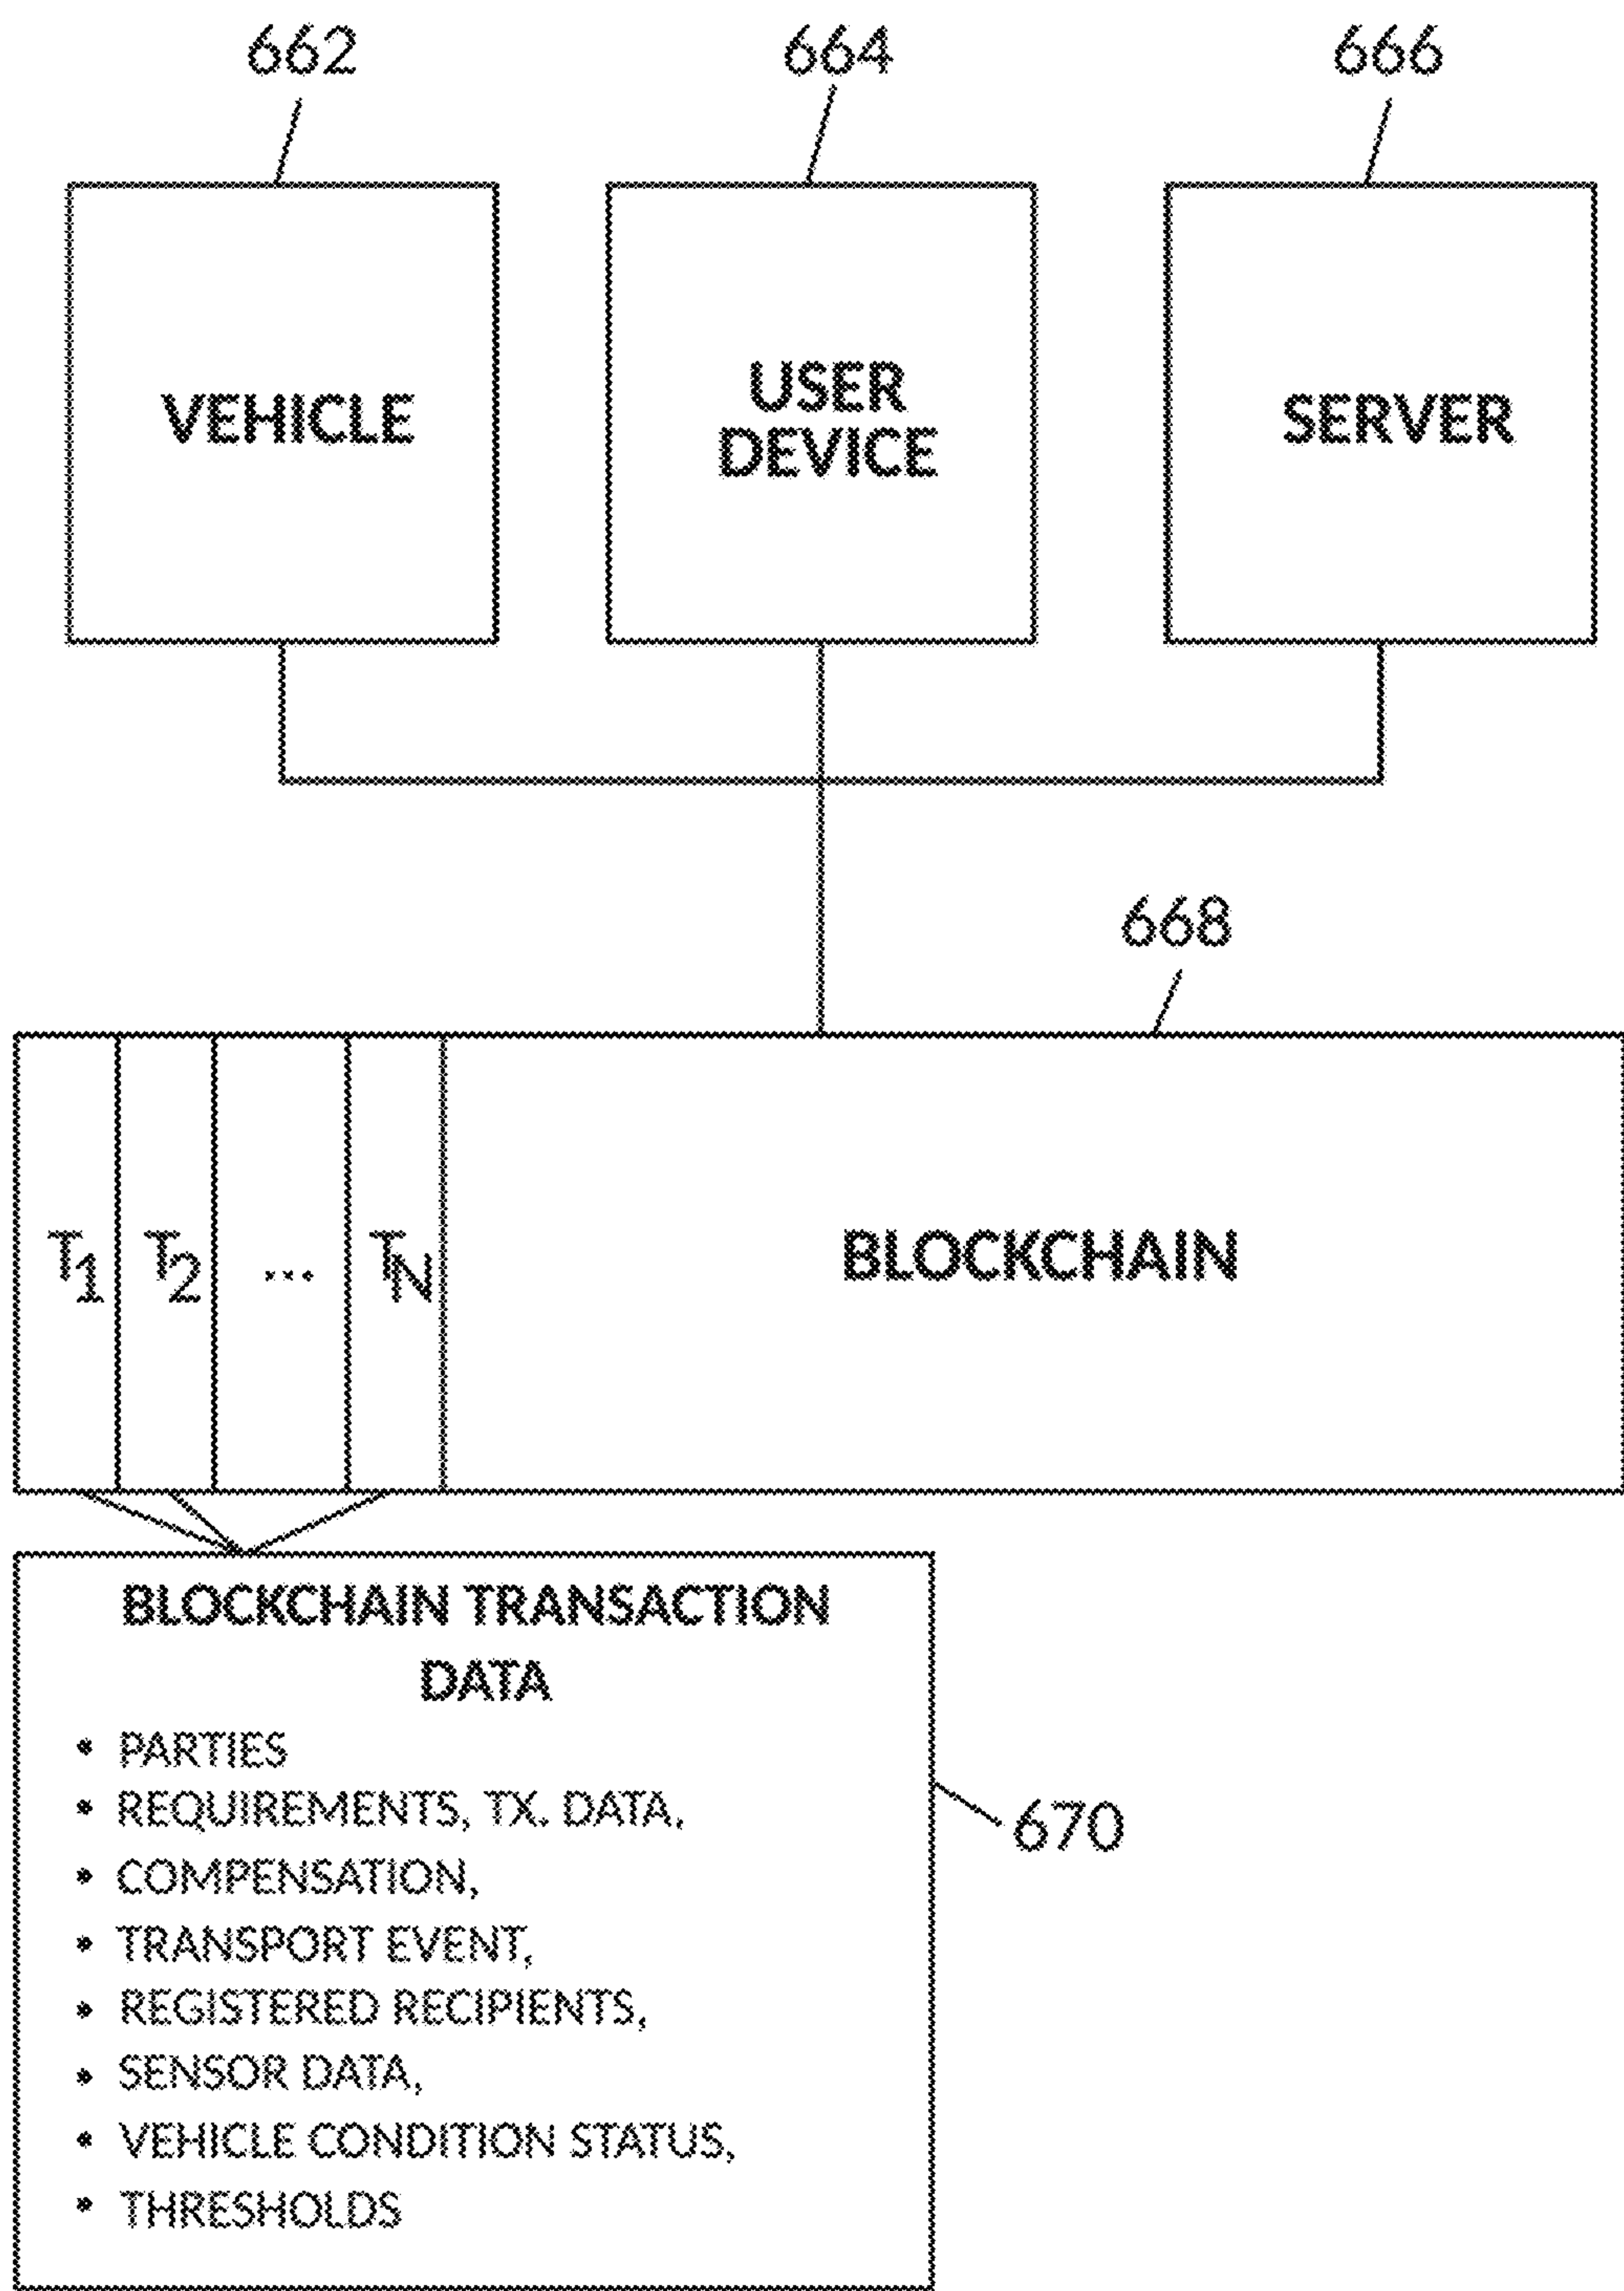 662
664
666
VEHICLE
USER
DEVICE
SERVER
668
T1
T2
...
TN
BLOCKCHAIN
BLOCKCHAIN TRANSACTION
DATA
• PARTIES
• REQUIREMENTS, TX. DATA,
• COMPENSATION,
• TRANSPORT EVENT,
• REGISTERED RECIPIENTS,
• SENSOR DATA,
• VEHICLE CONDITION STATUS,
• THRESHOLDS
670